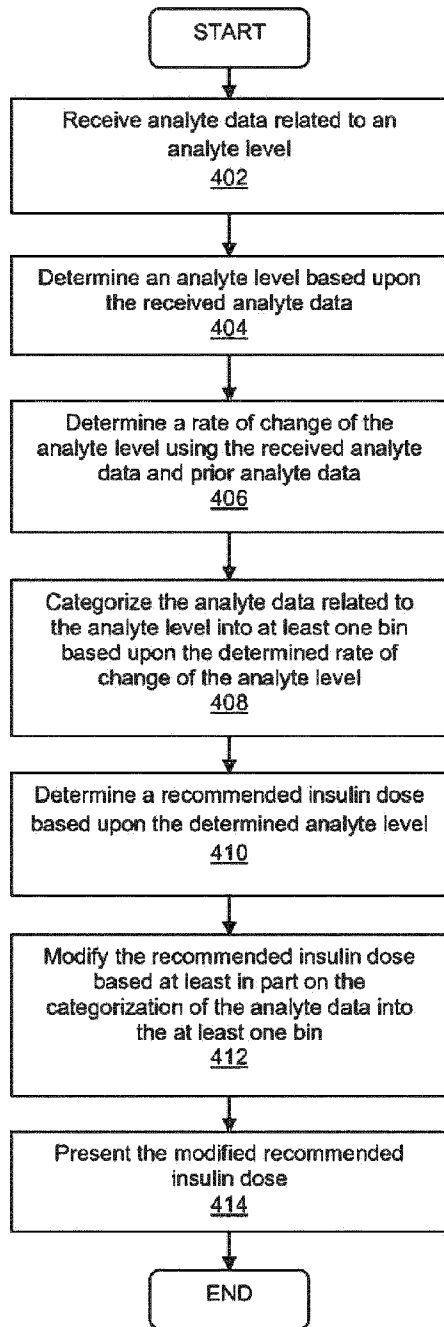 START
Receive analyte data related to an
analyte level
402
Determine an analyte level based upon
the received analyte data
404
Determine a rate of change of the
analyte level using the received analyte
data and prior analyte data
406
Categorize the analyte data related to
the analyte level into at least one bin
based upon the determined rate of
change of the analyte level
408
Determine a recommended insulin dose
based upon the determined analyte level
410
Modify the recommended insulin dose
based at least in part on the
categorization of the analyte data into
the at least one bin
412
Present the modified recommended
insulin dose
414
END